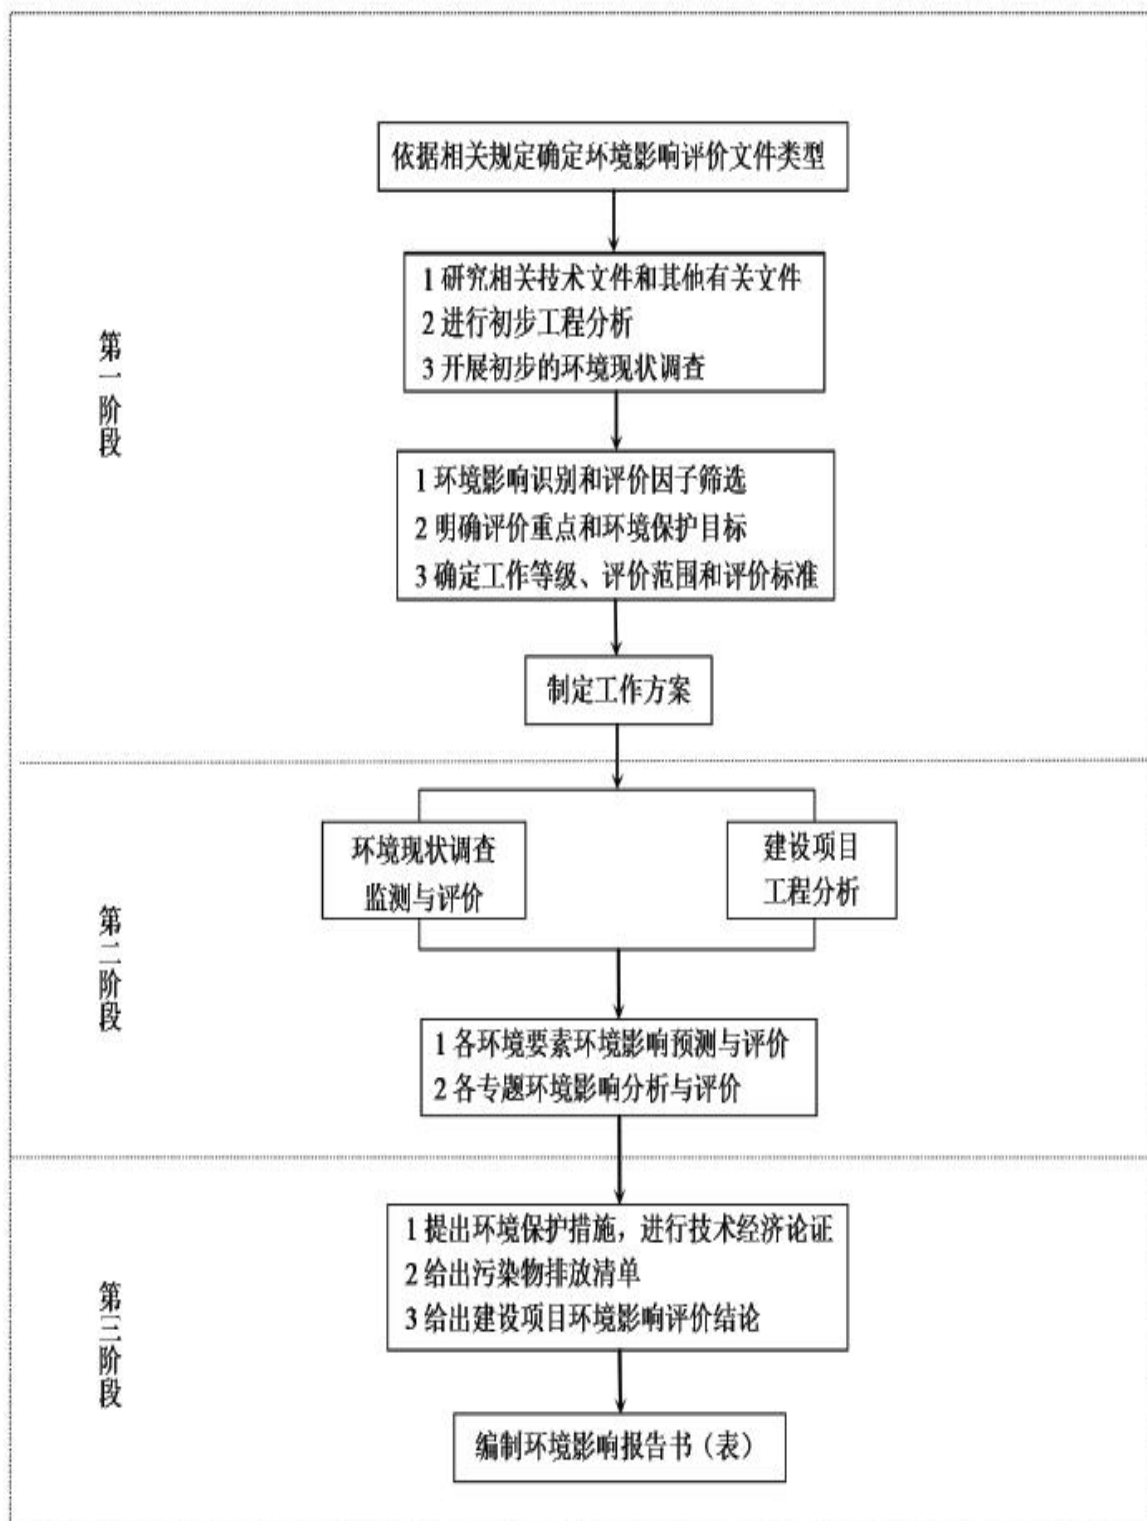 依据相关规定确定环境影响评价文件类型
1 研究相关技术文件和其他有关文件
2 进行初步工程分析
3 开展初步的环境现状调查
第一阶段
1 环境影响识别和评价因子筛选
2 明确评价重点和环境保护目标
3 确定工作等级、评价范围和评价标准
制定工作方案
环境现状调查
监测与评价
建设项目
工程分析
第二阶段
1 各环境要素环境影响预测与评价
2 各专题环境影响分析与评价
1 提出环境保护措施，进行技术经济论证
2 给出污染物排放清单
3 给出建设项目环境影响评价结论
第三阶段
编制环境影响报告书（表）